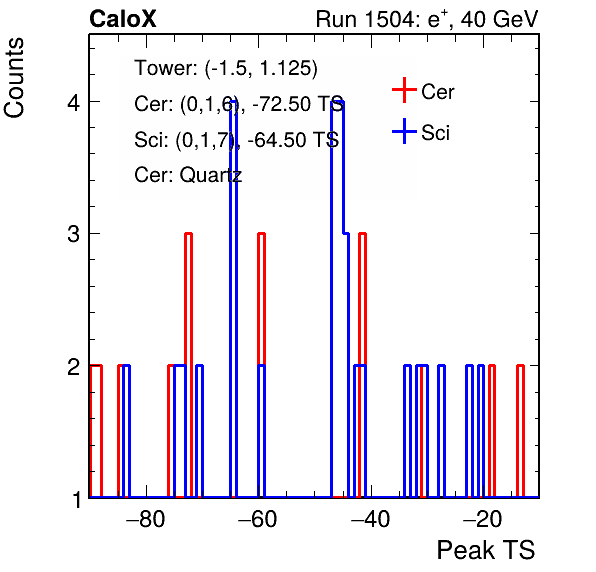 CaloX Run 1504: e+, 40 GeV
Counts
Tower: (-1.5, 1.125)
Cer: (0,1,6), -72.50 TS
Sci: (0,1,7), -64.50 TS
Cer: Quartz
Cer
Sci
4
3
2
1
−80 −60 −40 −20
Peak TS